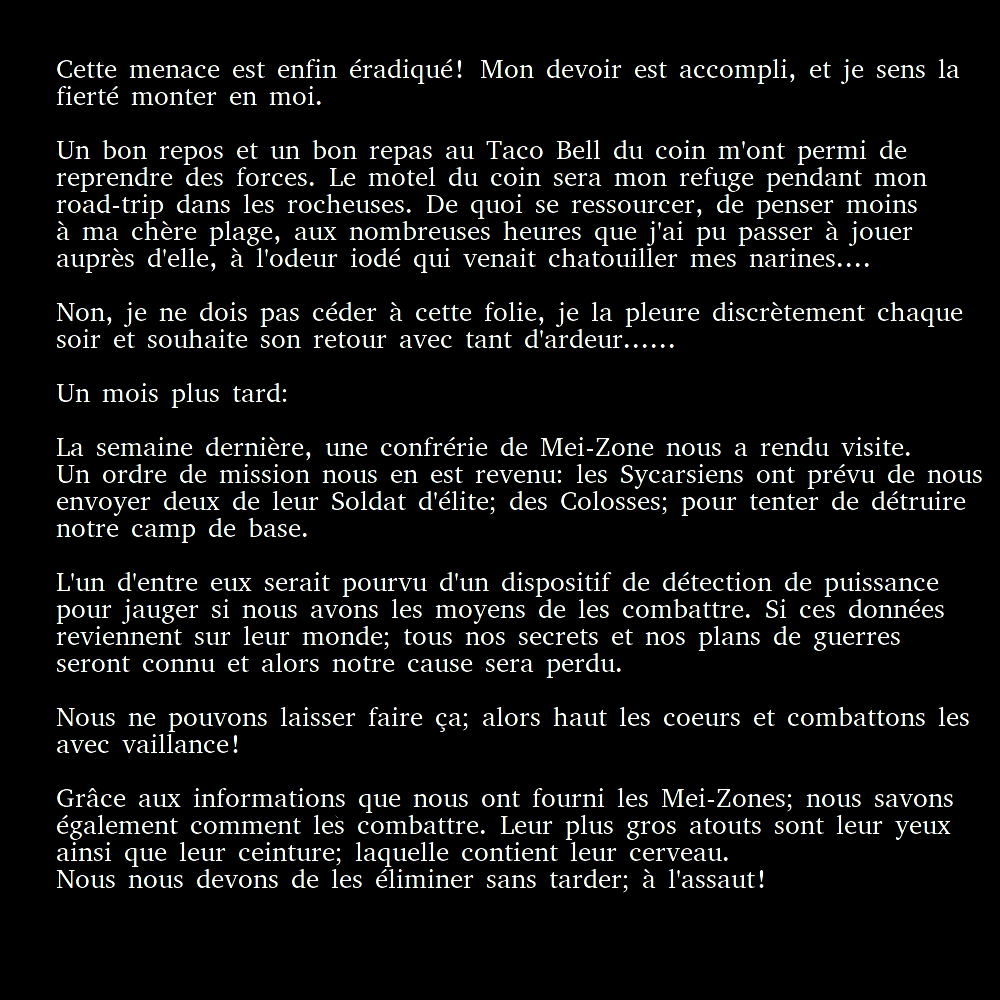 Cette menace est enfin éradiqué! Mon devoir est accompli, et je sens la
fierté monter en moi.
Un bon repos et un bon repas au Taco Bell du coin m'ont permi de
reprendre des forces. Le motel du coin sera mon refuge pendant mon
road-trip dans les rocheuses. De quoi se ressourcer, de penser moins
à ma chère plage, aux nombreuses heures que j'ai pu passer à jouer
auprès d'elle, à l'odeur iodé qui venait chatouiller mes narines....
Non, je ne dois pas céder à cette folie, je la pleure discrètement chaque
soir et souhaite son retour avec tant d'ardeur......
Un mois plus tard:
La semaine dernière, une confrérie de Mei-Zone nous a rendu visite.
Un ordre de mission nous en est revenu: les Sycarsiens ont prévu de nous
envoyer deux de leur Soldat d'élite; des Colosses; pour tenter de détruire
notre camp de base.
L'un d'entre eux serait pourvu d'un dispositif de détection de puissance
pour jauger si nous avons les moyens de les combattre. Si ces données
reviennent sur leur monde; tous nos secrets et nos plans de guerres
seront connu et alors notre cause sera perdu.
Nous ne pouvons laisser faire ça; alors haut les coeurs et combattons les
avec vaillance!
Grâce aux informations que nous ont fourni les Mei-Zones; nous savons
également comment les combattre. Leur plus gros atouts sont leur yeux
ainsi que leur ceinture; laquelle contient leur cerveau.
Nous nous devons de les éliminer sans tarder; à l'assaut!